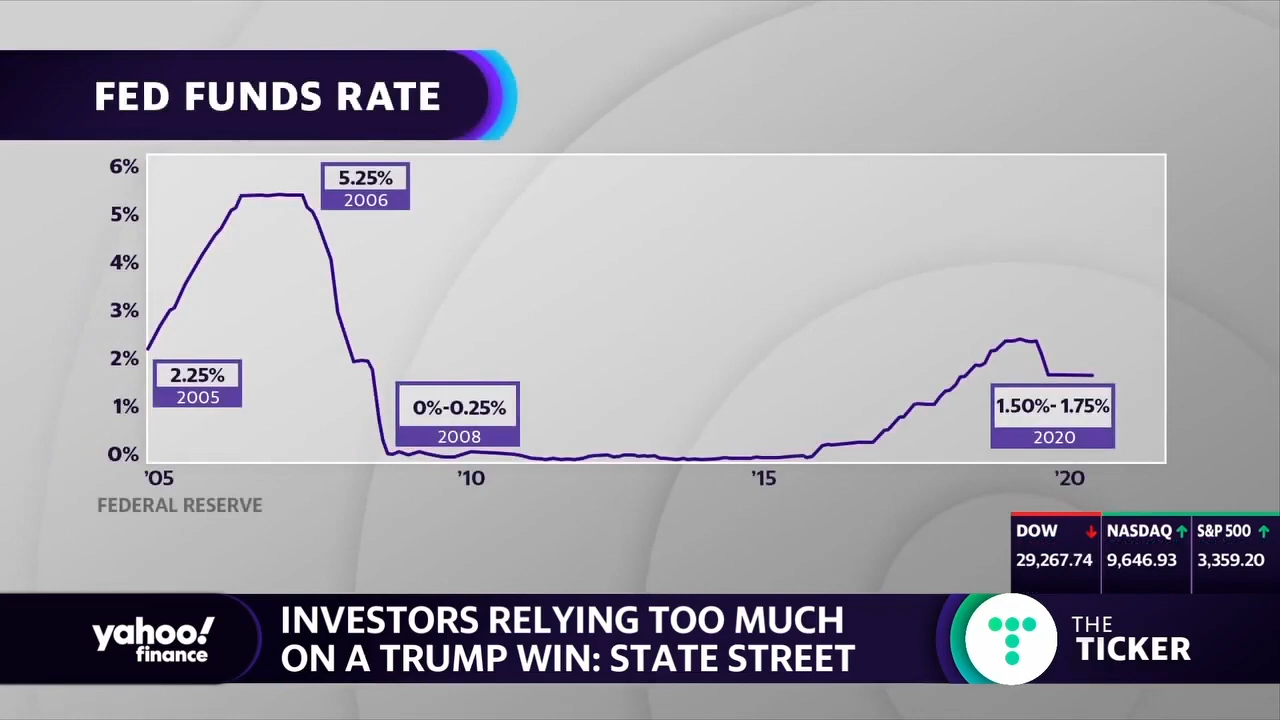 FED FUNDS RATE
6%
5%
4%
3%
2%
1%
0%
5.25%
2006
2.25%
2005
0%-0.25%
2008
1.50%- 1.75%
2020
’05
’10
’15
’20
FEDERAL RESERVE
DOW
29,267.74
NASDAQ
9,646.93
S&P 500
3,359.20
yahoo!
finance
INVESTORS RELYING TOO MUCH
ON A TRUMP WIN: STATE STREET
THE
TICKER